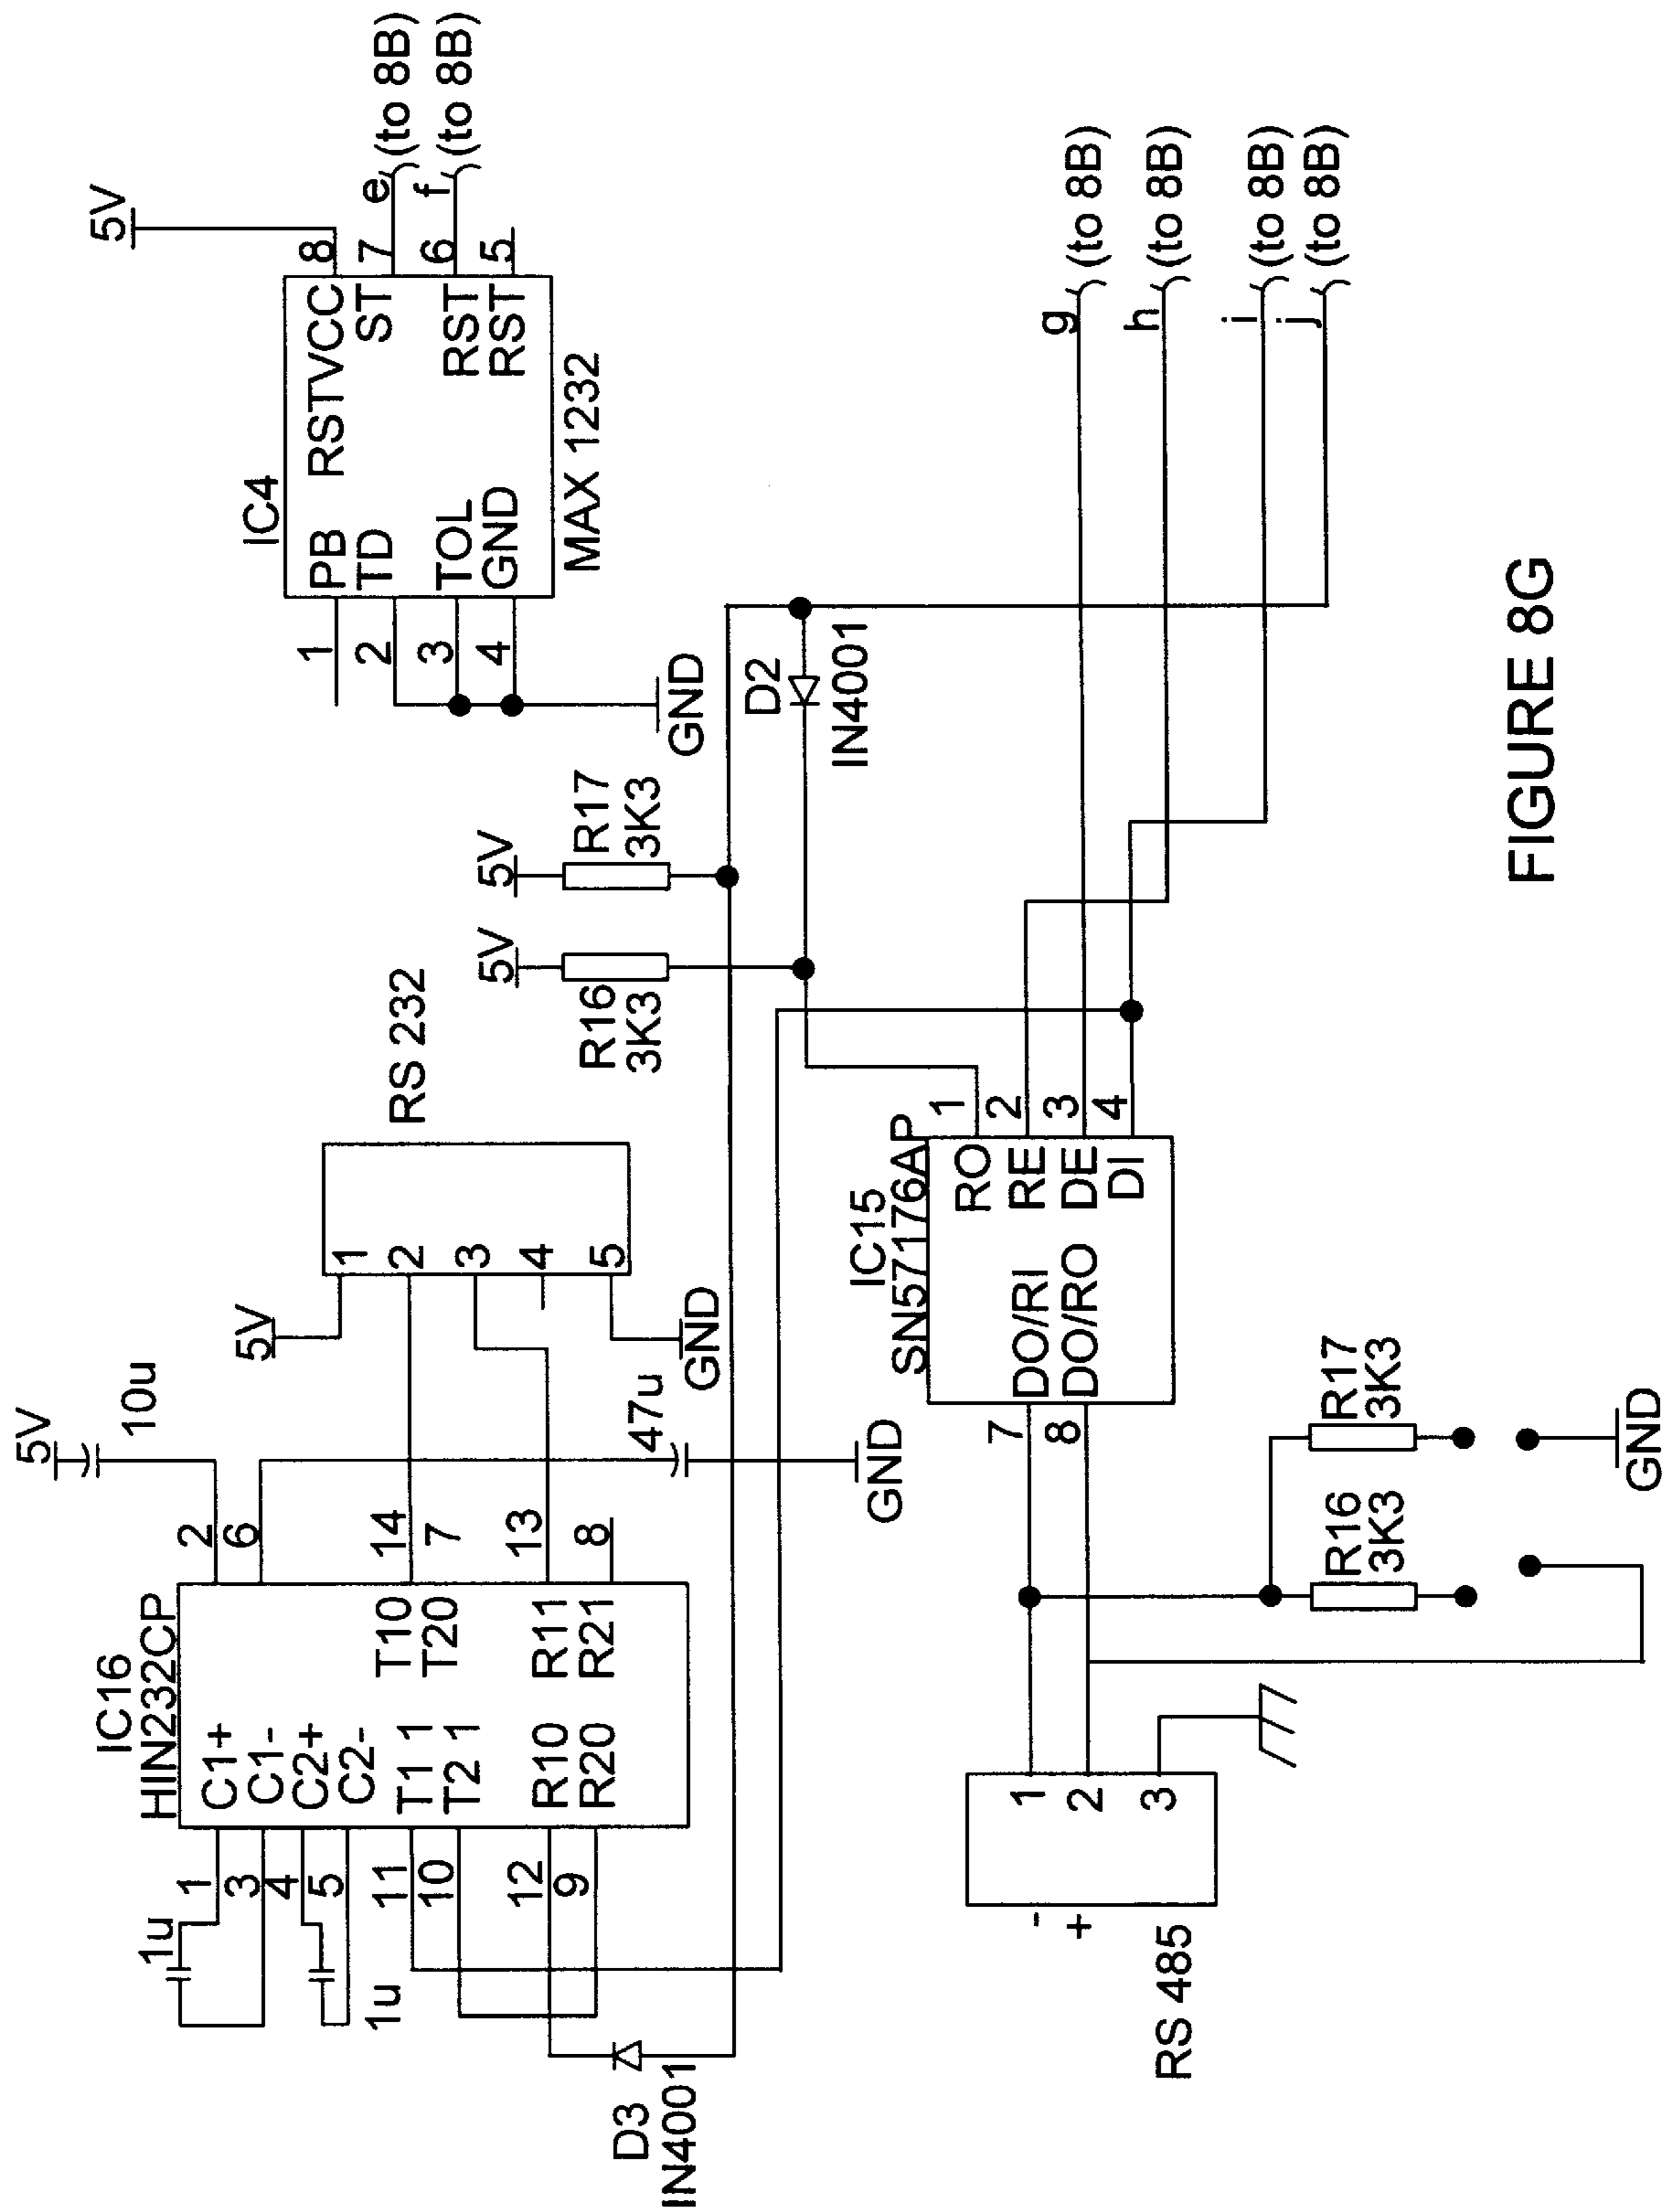 5V
10u
IC16
HIN232CP
1u
1
3
4
5
1u
11
10
12
9
C1+
C1-
C2+
C2-
T1 1
T2 1
R10
R20
T10
T20
R11
R21
2
6
14
7
13
8
47u
GND
D3
IN4001
5V
RS 232
1
2
3
4
5
GND
5V
R16
3K3
5V
R17
3K3
IC4
PB RSTVCC
TD ST
TOL RST
GND RST
MAX 1232
1
2
3
4
GND
5V
8
7
6
5
e (to 8B)
f (to 8B)
D2
IN4001
IC15
SN57176AP
RO
RE
DE
DI
DO/RI
DO/RO
1
2
3
4
7
8
g (to 8B)
h (to 8B)
i (to 8B)
j (to 8B)
RS 485
-
+
1
2
3
R16
3K3
R17
3K3
GND
FIGURE 8G